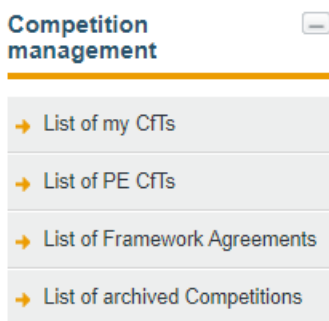 Competition
management
List of my CfTs
List of PE CfTs
List of Framework Agreements
List of archived Competitions